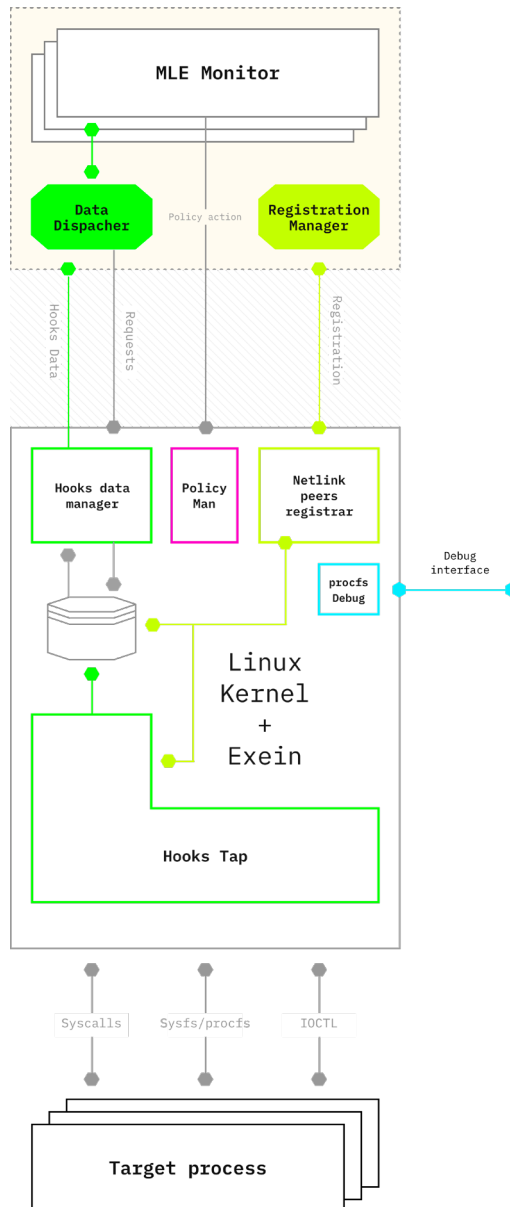 MLE Monitor
Data
Dispacher
Policy action
Registration
Manager
Hooks Data
Requests
Registration
Hooks data
manager
Policy
Man
Netlink
peers
registrar
procfs
Debug
Debug
interface
Linux
Kernel
+
Exein
Hooks Tap
Syscalls
Sysfs/procfs
IOCTL
Target process